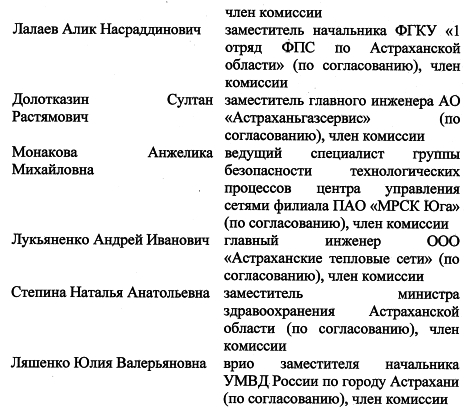 член комиссии
Лалаев Алик Насраддинович заместитель начальника ФГКУ «1
отряд ФПС по Астраханской
области» (по согласованию), член
комиссии
Долотказин Султан заместитель главного инженера АО
Растямович «Астраханьгазсервис» (по
согласованию), член комиссии
Монакова Анжелика ведущий специалист группы
Михайловна безопасности технологических
процессов центра управления
сетями филиала ПАО «МРСК Юга»
(по согласованию), член комиссии
Лукьяненко Андрей Иванович главный инженер ООО
«Астраханские тепловые сети» (по
согласованию), член комиссии
Степина Наталья Анатольевна заместитель министра
здравоохранения Астраханской
области (по согласованию), член
комиссии
Ляшенко Юлия Валерьяновна врио заместителя начальника
УМВД России по городу Астрахани
(по согласованию), член комиссии